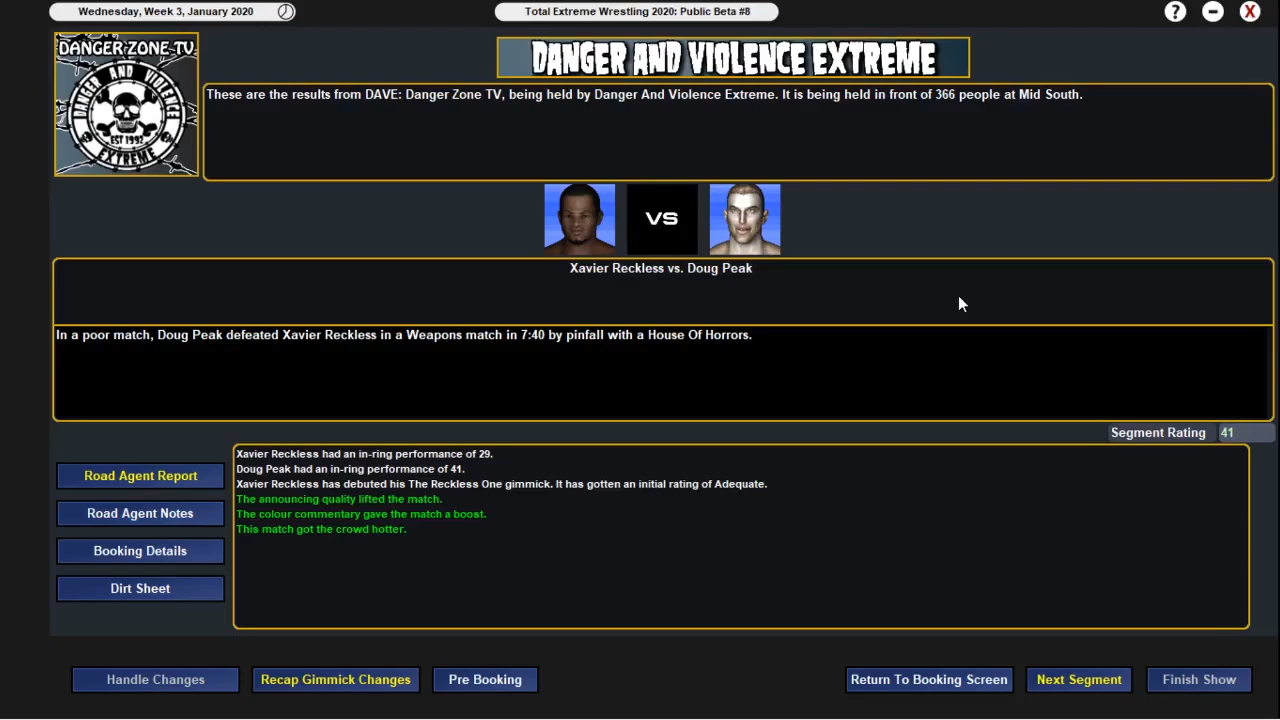 Wednesday, Week 3, January 2020
Total Extreme Wrestling 2020: Public Beta #8
?
X
DANGER ZONE TV
DANGER AND VIOLENCE
EST 1992
EXTREME
DANGER AND VIOLENCE EXTREME
These are the results from DAVE: Danger Zone TV, being held by Danger And Violence Extreme. It is being held in front of 366 people at Mid South.
VS
Xavier Reckless vs. Doug Peak
In a poor match, Doug Peak defeated Xavier Reckless in a Weapons match in 7:40 by pinfall with a House Of Horrors.
Segment Rating 41
Road Agent Report
Road Agent Notes
Booking Details
Dirt Sheet
Xavier Reckless had an in-ring performance of 29.
Doug Peak had an in-ring performance of 41.
Xavier Reckless has debuted his The Reckless One gimmick. It has gotten an initial rating of Adequate.
The announcing quality lifted the match.
The colour commentary gave the match a boost.
This match got the crowd hotter.
Handle Changes
Recap Gimmick Changes
Pre Booking
Return To Booking Screen
Next Segment
Finish Show